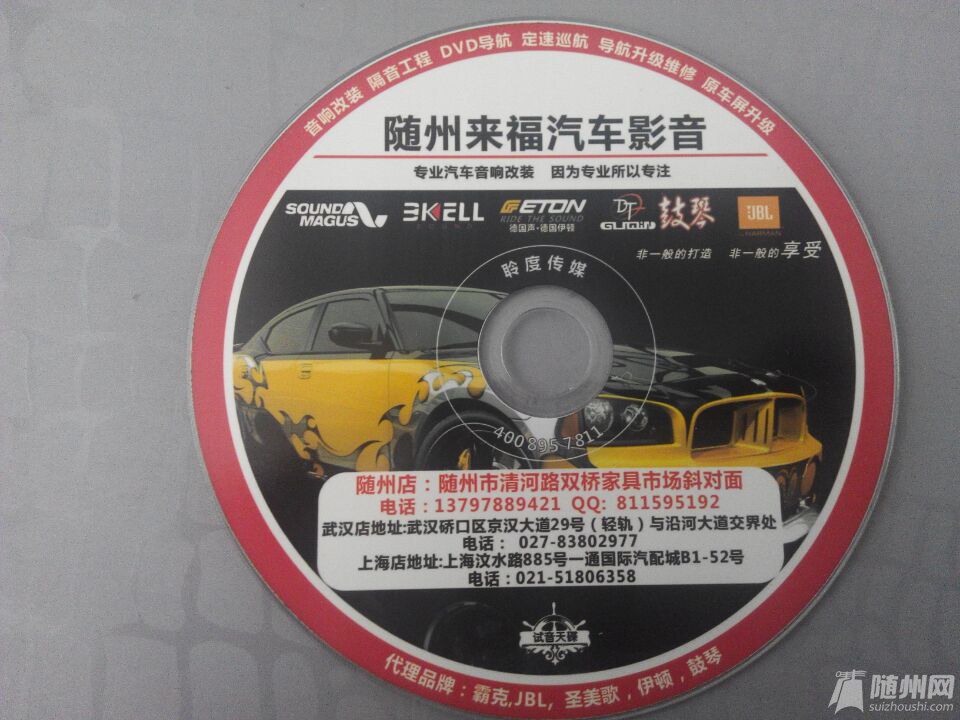 音响改装 隔音工程 DVD导航 定速巡航 导航升级维修 原车屏升级
随州来福汽车影音
专业汽车音响改装 因为专业所以专注
SOUND MAGUS
ЭKELL
SOUND
ETON
RIDE THE SOUND
德国声·德国伊顿
DT
GUQIN
鼓琴
JBL
BY HARMAN
非一般的打造 非一般的享受
聆度传媒
400 895 7811
随州店：随州市清河路双桥家具市场斜对面
电话：13797889421 QQ: 811595192
武汉店地址:武汉硚口区京汉大道29号（轻轨）与沿河大道交界处
电话： 027-83802977
上海店地址:上海汶水路885号一通国际汽配城B1-52号
电话：021-51806358
试音天碟
代理品牌：霸克,JBL, 圣美歌，伊顿，鼓琴
随州网
suizhoushi.com